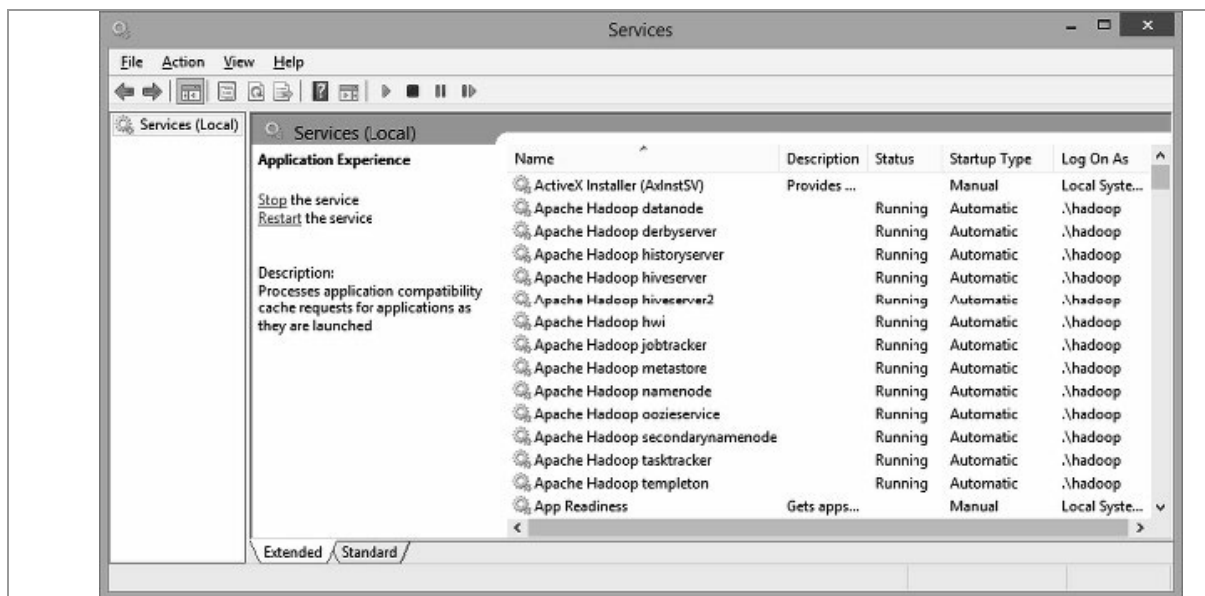 Services
File Action View Help
Services (Local)
Services (Local)
Application Experience
Stop the service
Restart the service
Description:
Processes application compatibility
cache requests for applications as
they are launched
Name Description Status Startup Type Log On As
ActiveX Installer (AxInstSV) Provides ... Manual Local Syste...
Apache Hadoop datanode Running Automatic .\hadoop
Apache Hadoop derbyserver Running Automatic .\hadoop
Apache Hadoop historyserver Running Automatic .\hadoop
Apache Hadoop hiveserver Running Automatic .\hadoop
Apache Hadoop hiveserver2 Running Automatic .\hadoop
Apache Hadoop hwi Running Automatic .\hadoop
Apache Hadoop jobtracker Running Automatic .\hadoop
Apache Hadoop metastore Running Automatic .\hadoop
Apache Hadoop namenode Running Automatic .\hadoop
Apache Hadoop oozieservice Running Automatic .\hadoop
Apache Hadoop secondarynamenode Running Automatic .\hadoop
Apache Hadoop tasktracker Running Automatic .\hadoop
Apache Hadoop templeton Running Automatic .\hadoop
App Readiness Gets apps... Manual Local Syste...
Extended Standard